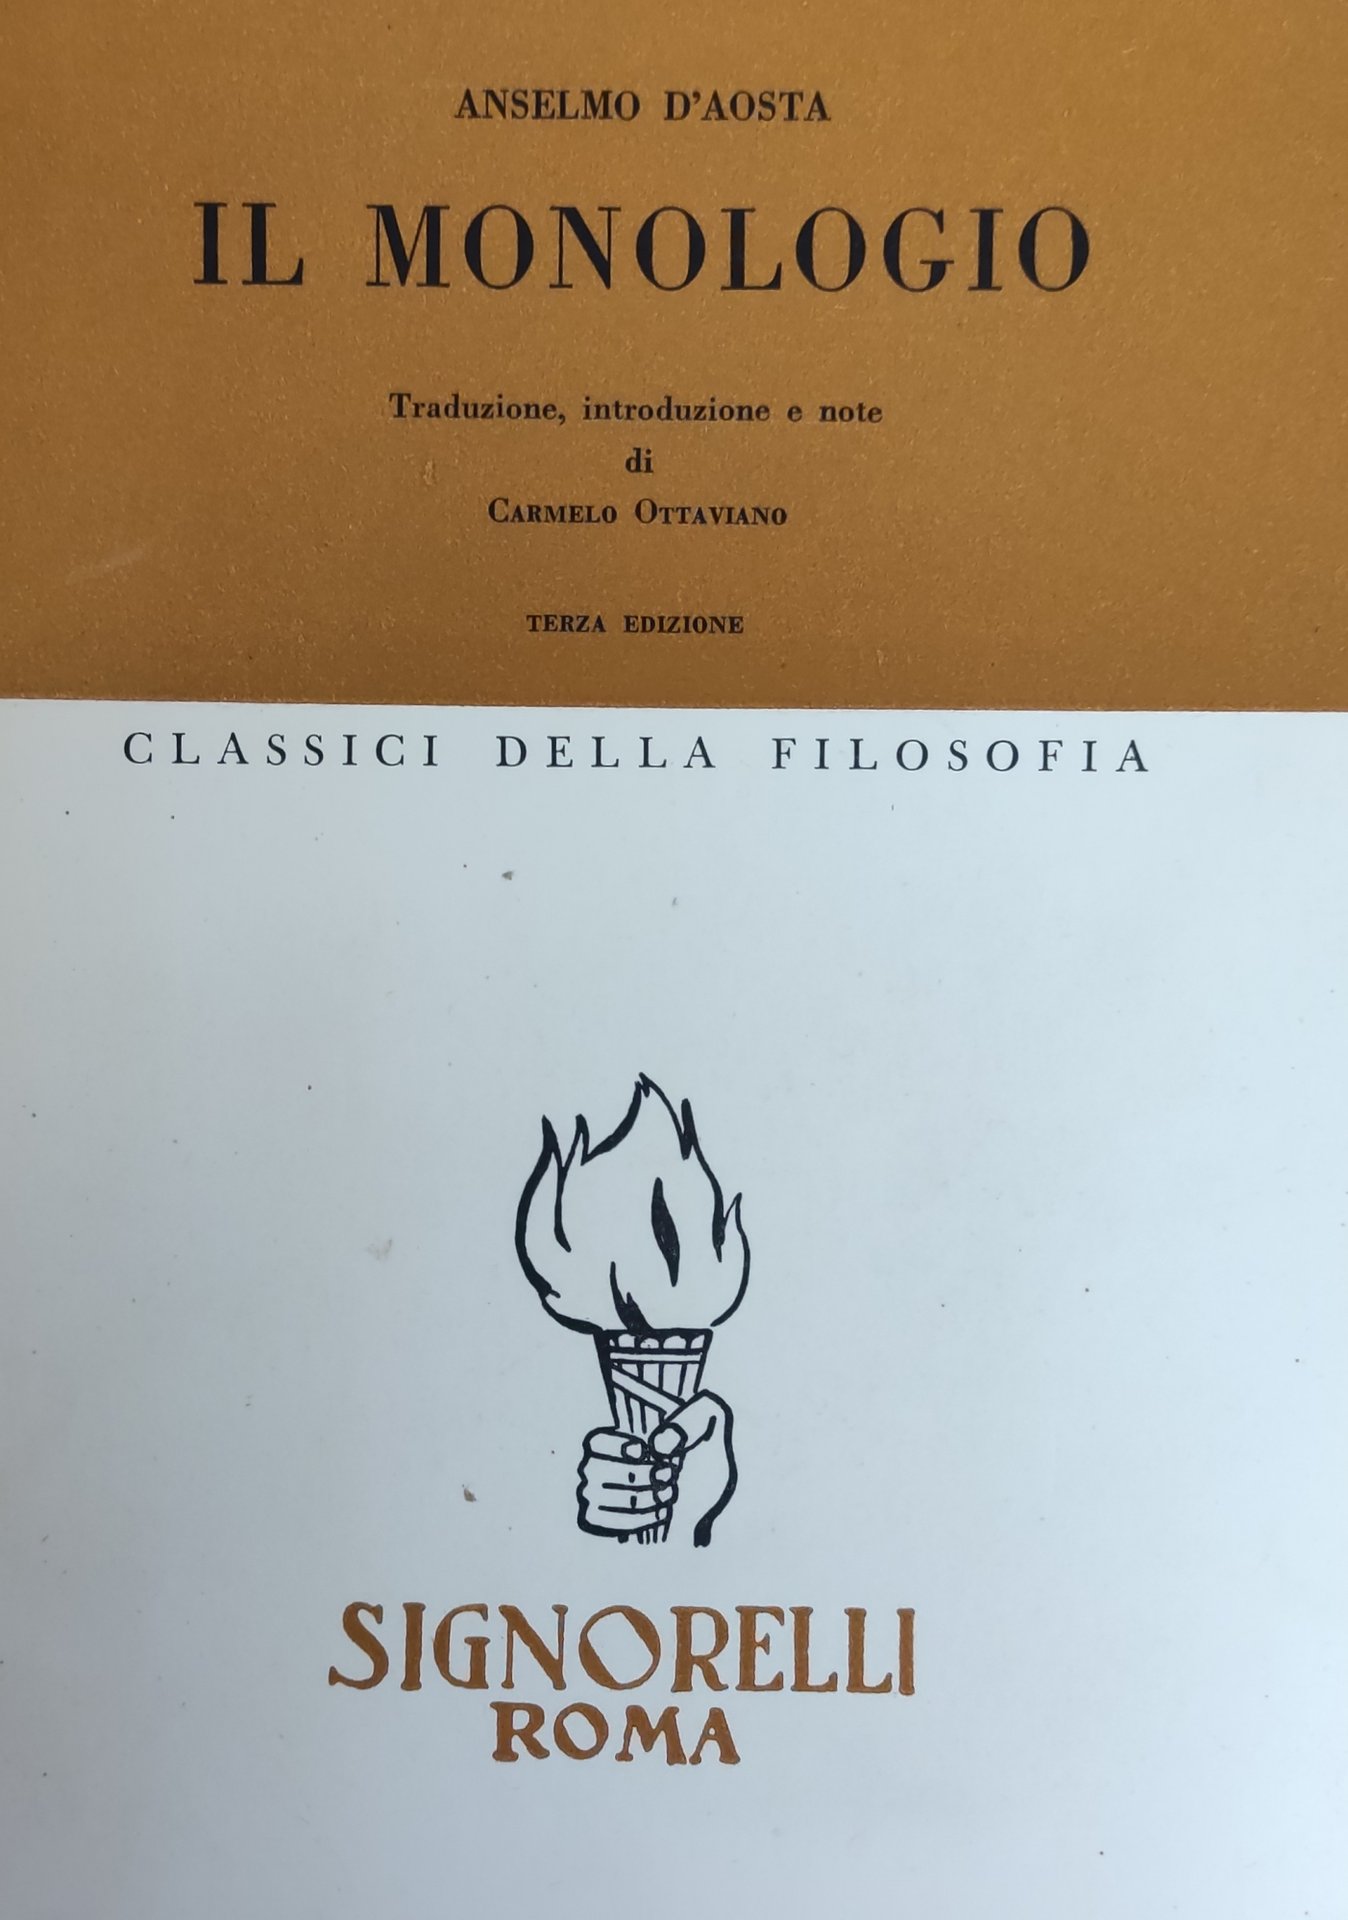 ANSELMO D'AOSTA
IL MONOLOGIO
Traduzione, introduzione e note
di
CARMELO OTTAVIANO
TERZA EDIZIONE
CLASSICI DELLA FILOSOFIA
SIGNORELLI
ROMA